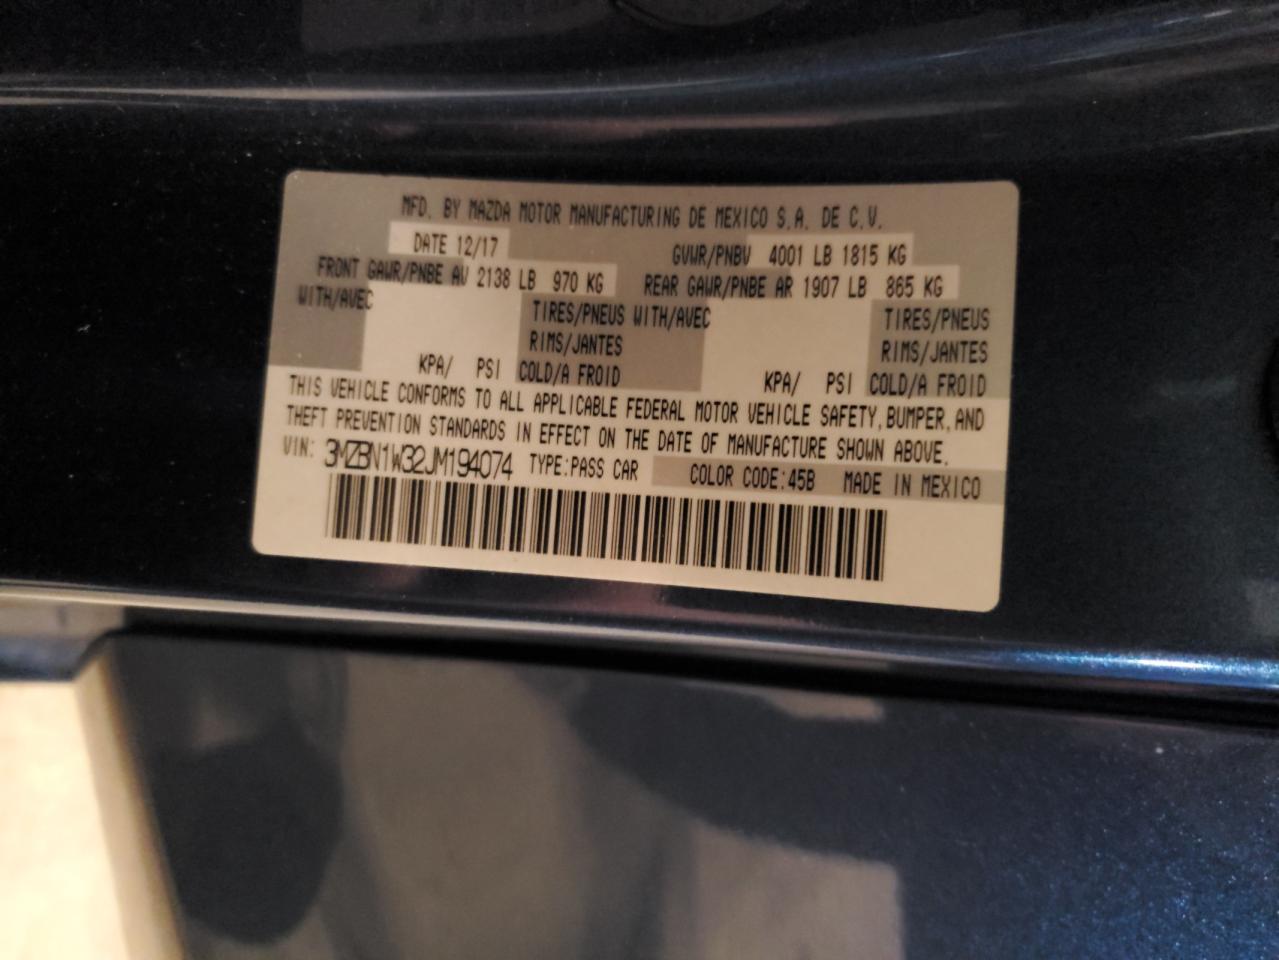 MFD. BY MAZDA MOTOR MANUFACTURING DE MEXICO S.A. DE C.V.
DATE 12/17 GVWR/PNBV 4001 LB 1815 KG
FRONT GAWR/PNBE AV 2138 LB 970 KG REAR GAWR/PNBE AR 1907 LB 865 KG
WITH/AVEC TIRES/PNEUS WITH/AVEC TIRES/PNEUS
RIMS/JANTES RIMS/JANTES
KPA/ PSI COLD/A FROID KPA/ PSI COLD/A FROID
THIS VEHICLE CONFORMS TO ALL APPLICABLE FEDERAL MOTOR VEHICLE SAFETY, BUMPER, AND
THEFT PREVENTION STANDARDS IN EFFECT ON THE DATE OF MANUFACTURE SHOWN ABOVE.
VIN: 3MZBN1W32JM194074 TYPE:PASS CAR COLOR CODE:45B MADE IN MEXICO